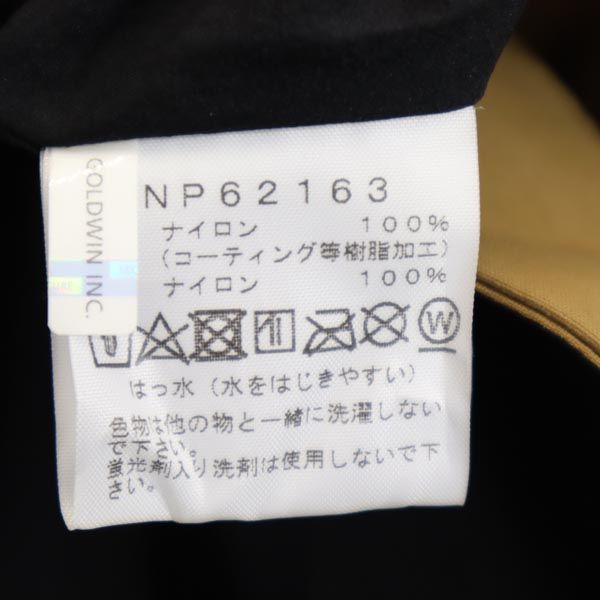 GOLDWIN INC.
NP62163
ナイロン 100%
(コーティング等樹脂加工)
ナイロン 100%
W
はっ水 (水をはじきやすい)
色物は他の物と一緒に洗濯しない
で下さい。
蛍光剤入り洗剤は使用しないで下
さい。